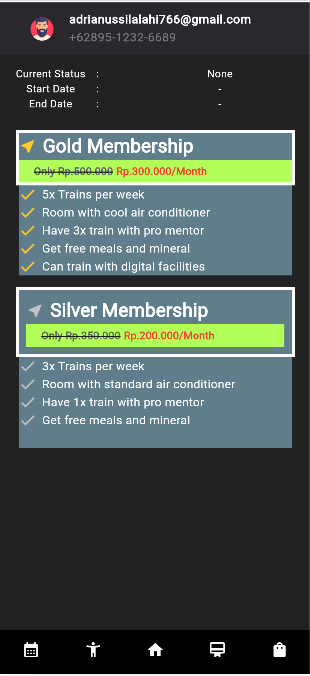 adrianussilalahi766@gmail.com
+62895-1232-6689
Current Status : None
Start Date : -
End Date : -
Gold Membership
Only Rp.500.000 Rp.300.000/Month
5x Trains per week
Room with cool air conditioner
Have 3x train with pro mentor
Get free meals and mineral
Can train with digital facilities
Silver Membership
Only Rp.350.000 Rp.200.000/Month
3x Trains per week
Room with standard air conditioner
Have 1x train with pro mentor
Get free meals and mineral